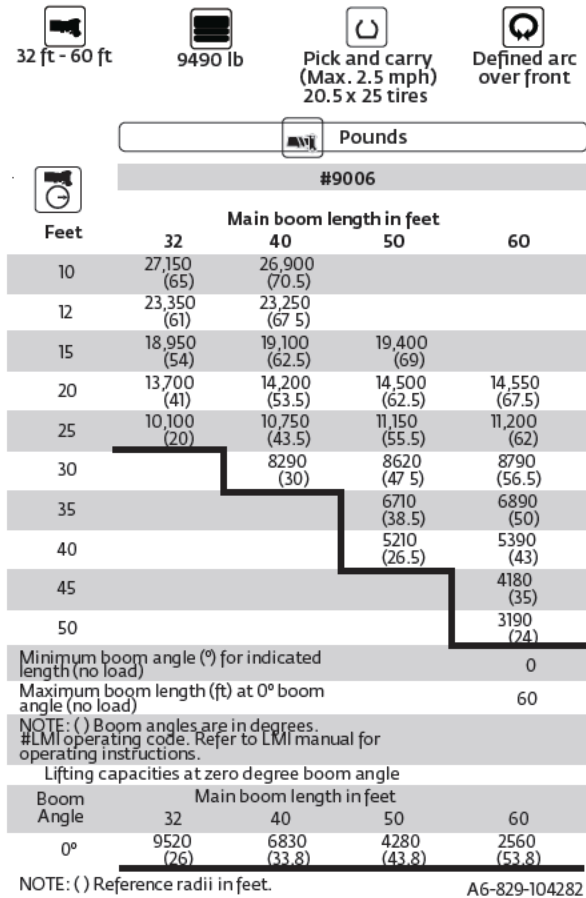 32 ft - 60 ft 9490 lb Pick and carry Defined arc
(Max. 2.5 mph) over front
20.5 x 25 tires
Pounds
#9006
Main boom length in feet
Feet 32 40 50 60
10 27,150 26,900
(65) (70.5)
12 23,350 23,250
(61) (67 5)
15 18,950 19,100 19,400
(54) (62.5) (69)
20 13,700 14,200 14,500 14,550
(41) (53.5) (62.5) (67.5)
25 10,100 10,750 11,150 11,200
(20) (43.5) (55.5) (62)
30 8290 8620 8790
(30) (47 5) (56.5)
35 6710 6890
(38.5) (50)
40 5210 5390
(26.5) (43)
45 4180
(35)
50 3190
(24)
Minimum boom angle (º) for indicated
length (no load) 0
Maximum boom length (ft) at 0º boom
angle (no load) 60
NOTE: ( ) Boom angles are in degrees.
#LMI operating code. Refer to LMI manual for
operating instructions.
Lifting capacities at zero degree boom angle
Boom Main boom length in feet
Angle 32 40 50 60
0º 9520 6830 4280 2560
(26) (33.8) (43.8) (53.8)
NOTE: ( ) Reference radii in feet. A6-829-104282